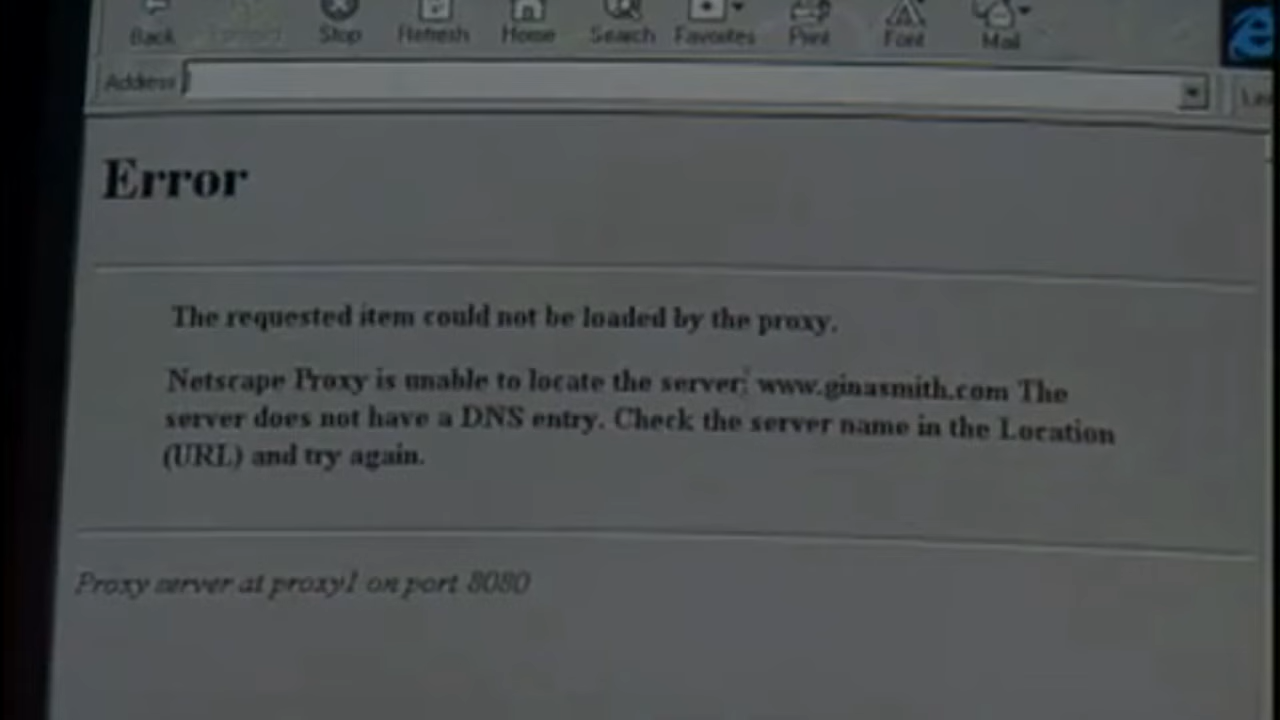 Back Forward Stop Refresh Home Search Favorites Print Font Mail
Address
Error
The requested item could not be loaded by the proxy.
Netscape Proxy is unable to locate the server: www.ginasmith.com The
server does not have a DNS entry. Check the server name in the Location
(URL) and try again.
Proxy server at proxy1 on port 8080